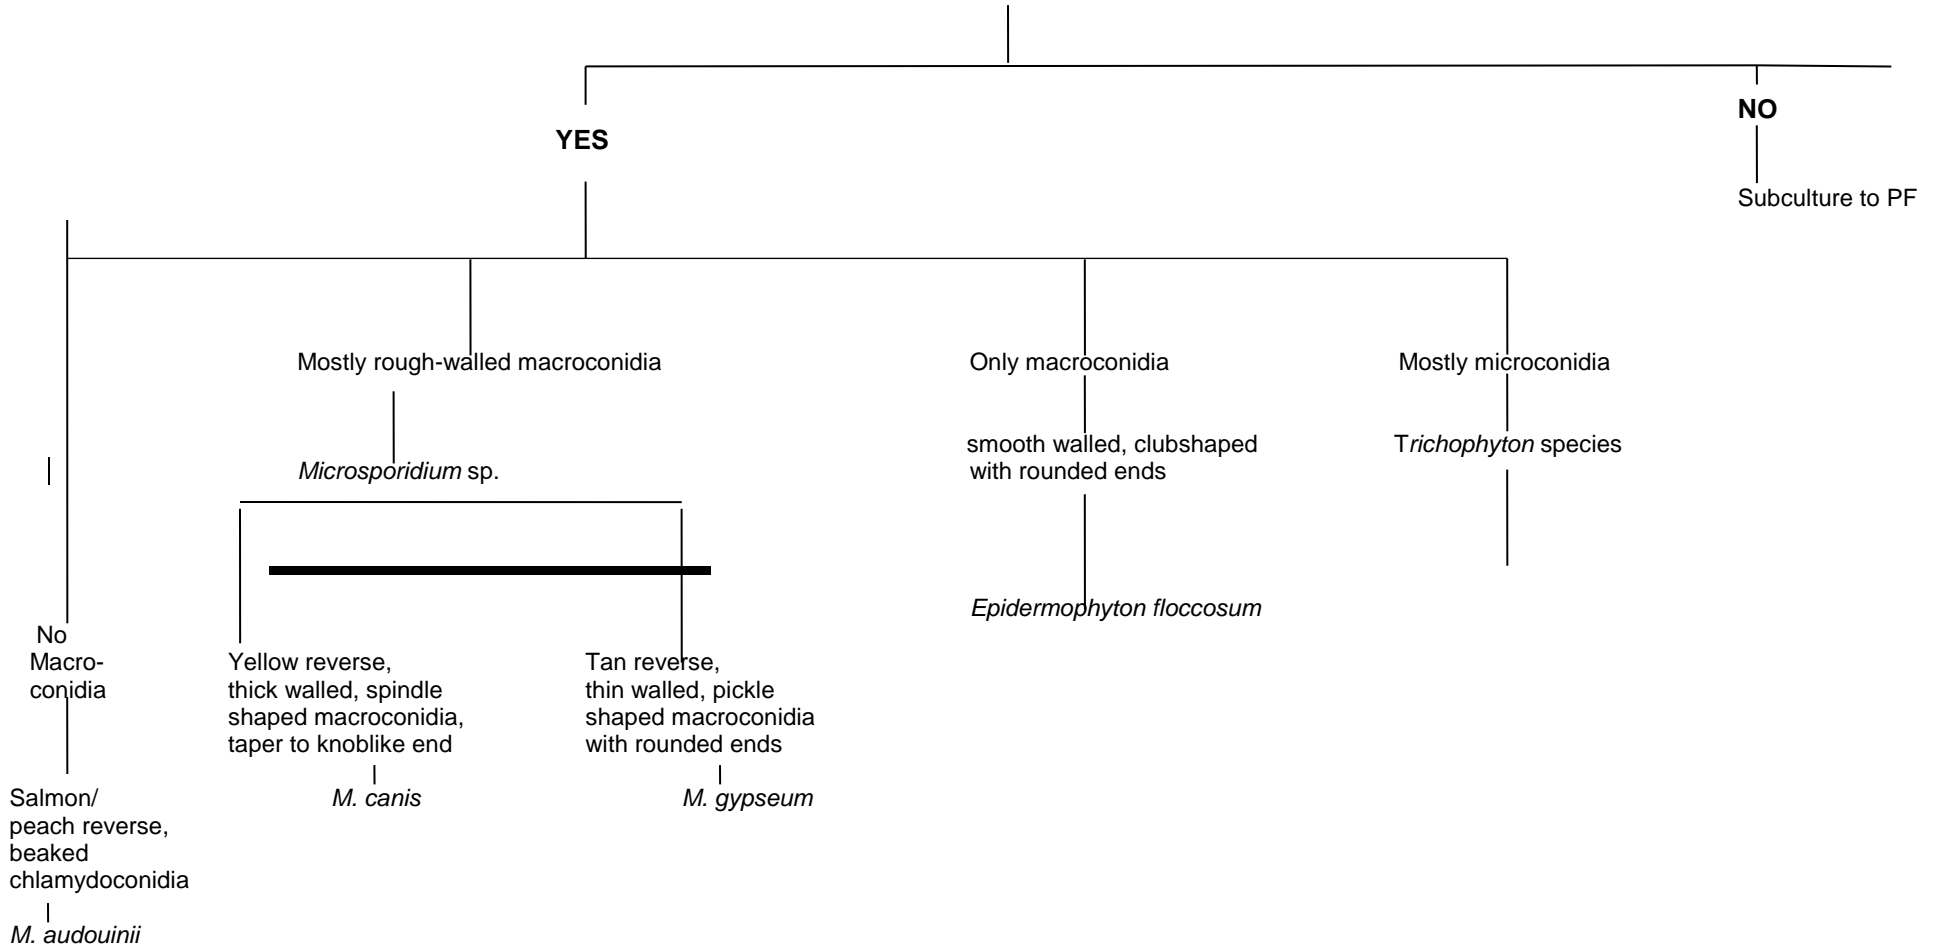 YES
NO
Subculture to PF
Mostly rough-walled macroconidia
Microsporidium sp.
Only macroconidia
smooth walled, clubshaped
with rounded ends
Epidermophyton floccosum
Mostly microconidia
Trichophyton species
No
Macro-
conidia
Salmon/
peach reverse,
beaked
chlamydoconidia
M. audouinii
Yellow reverse,
thick walled, spindle
shaped macroconidia,
taper to knoblike end
M. canis
Tan reverse,
thin walled, pickle
shaped macroconidia
with rounded ends
M. gypseum